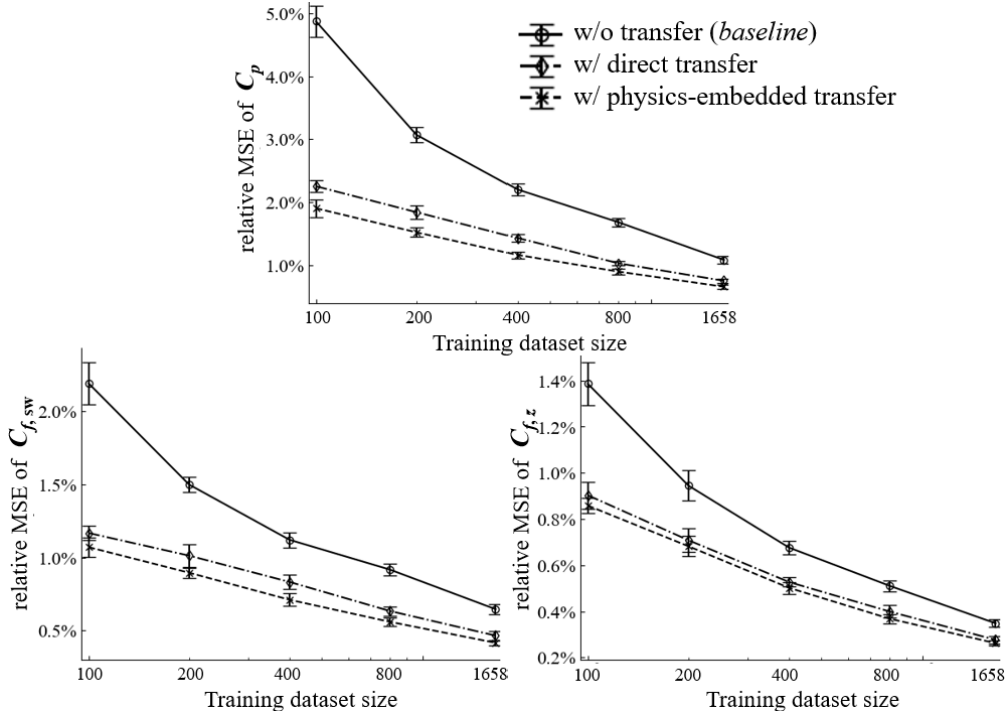 5.0%
4.0%
3.0%
2.0%
1.0%
relative MSE of Cp
w/o transfer (baseline)
w/ direct transfer
w/ physics-embedded transfer
100 200 400 800 1658
Training dataset size
2.0%
1.5%
1.0%
0.5%
relative MSE of Cf,sw
100 200 400 800 1658
Training dataset size
1.4%
1.2%
1.0%
0.8%
0.6%
0.4%
0.2%
relative MSE of Cf,z
100 200 400 800 1658
Training dataset size